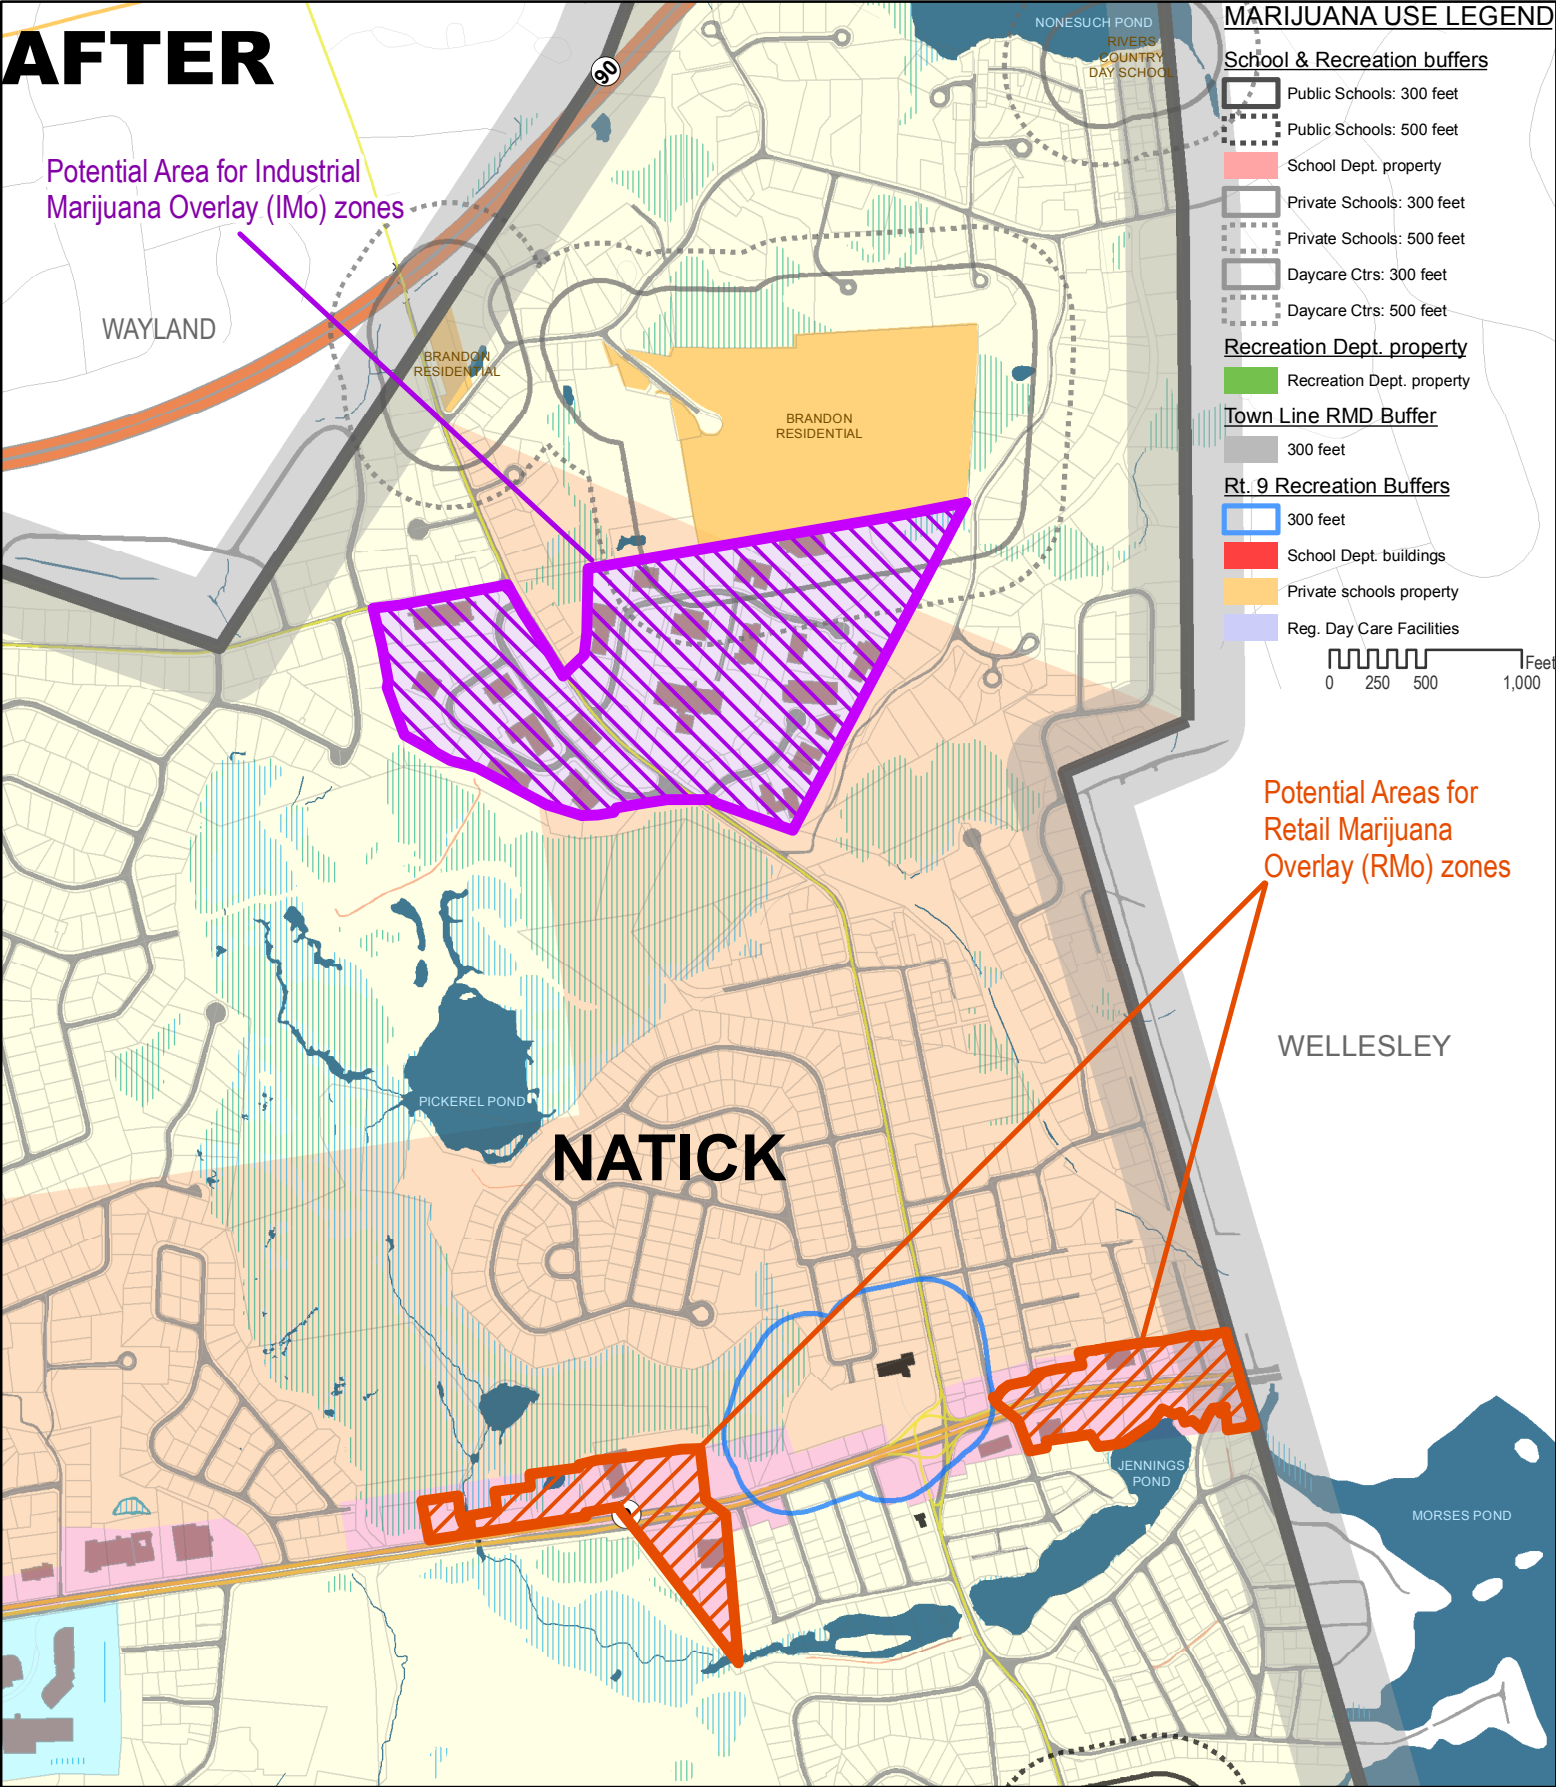 AFTER
90
NONESUCH POND
RIVERS
COUNTRY
DAY SCHOOL
MARIJUANA USE LEGEND
School & Recreation buffers
Public Schools: 300 feet
Public Schools: 500 feet
School Dept. property
Private Schools: 300 feet
Private Schools: 500 feet
Daycare Ctrs: 300 feet
Daycare Ctrs: 500 feet
Recreation Dept. property
Recreation Dept. property
Town Line RMD Buffer
300 feet
Rt. 9 Recreation Buffers
300 feet
School Dept. buildings
Private schools property
Reg. Day Care Facilities
Feet
0 250 500 1,000
Potential Area for Industrial
Marijuana Overlay (IMo) zones
WAYLAND
BRANDON
RESIDENTIAL
BRANDON
RESIDENTIAL
Potential Areas for
Retail Marijuana
Overlay (RMo) zones
WELLESLEY
PICKEREL POND
NATICK
JENNINGS
POND
MORSES POND